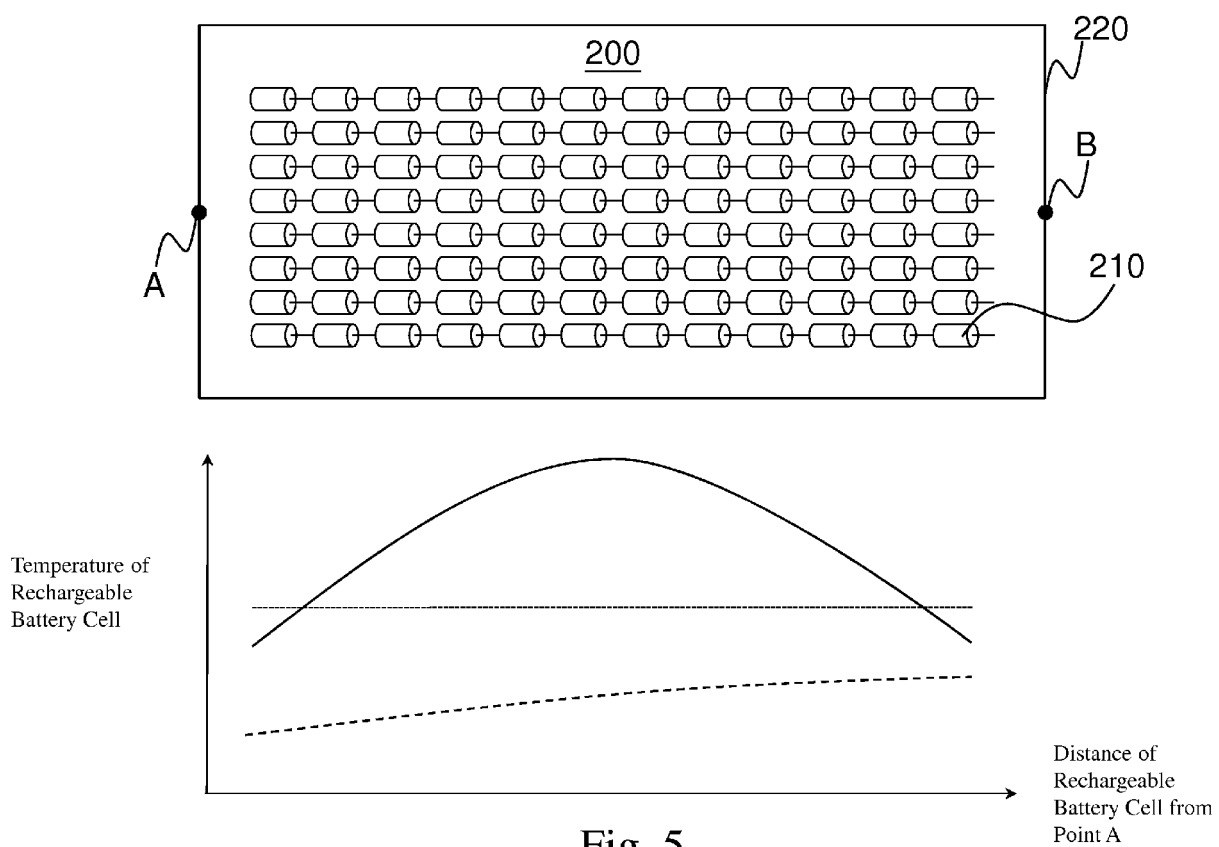 200
220
B
A
210
Temperature of
Rechargeable
Battery Cell
Distance of
Rechargeable
Battery Cell from
Point A
Fig. 5